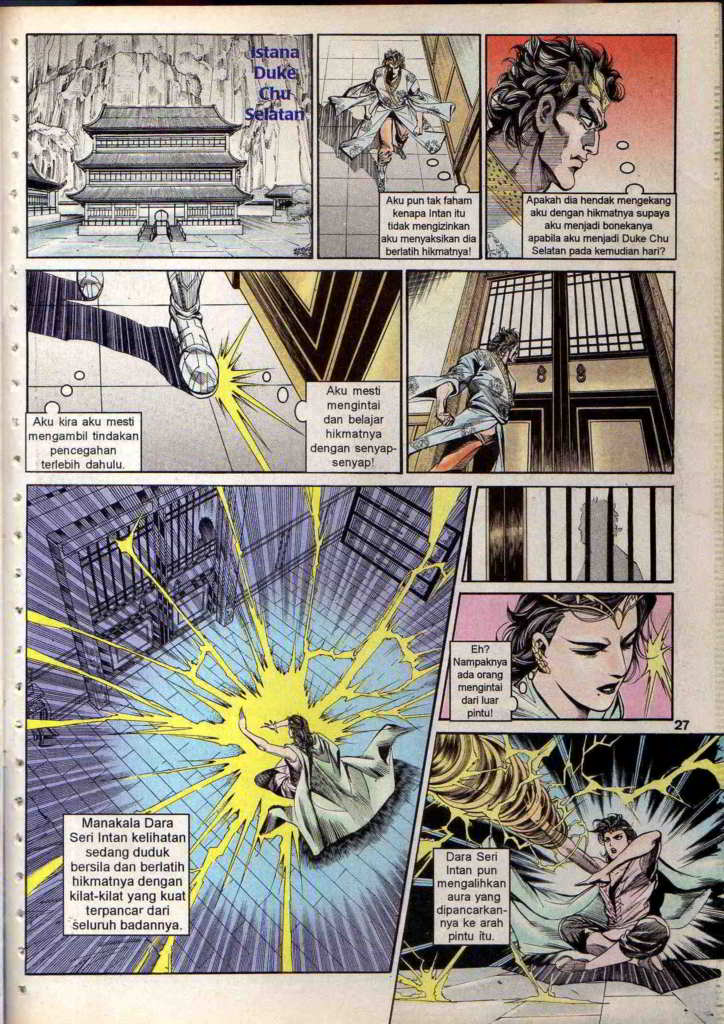 Istana
Duke
Chu
Selatan
Aku pun tak faham
kenapa Intan itu
tidak mengizinkan
aku menyaksikan dia
berlatih hikmatnya!
Apakah dia hendak mengekang
aku dengan hikmatnya supaya
aku menjadi bonekanya
apabila aku menjadi Duke Chu
Selatan pada kemudian hari?
Aku kira aku mesti
mengambil tindakan
pencegahan
terlebih dahulu.
Aku mesti
mengintai
dan belajar
hikmatnya
dengan senyap-
senyap!
Manakala Dara
Seri Intan kelihatan
sedang duduk
bersila dan berlatih
hikmatnya dengan
kilat-kilat yang kuat
terpancar dari
seluruh badannya.
Eh?
Nampaknya
ada orang
mengintai
dari luar
pintu!
27
Dara Seri
Intan pun
mengalihkan
aura yang
dipancarkan-
nya ke arah
pintu itu.